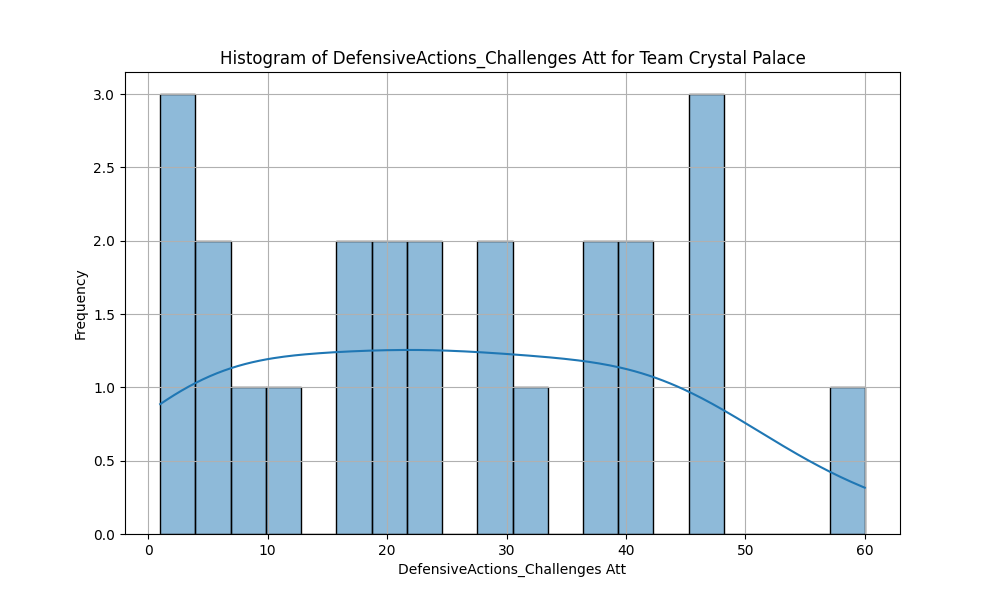 Histogram of DefensiveActions_Challenges Att for Team Crystal Palace
3.0
2.5
2.0
1.5
1.0
0.5
0.0
Frequency
0 10 20 30 40 50 60
DefensiveActions_Challenges Att